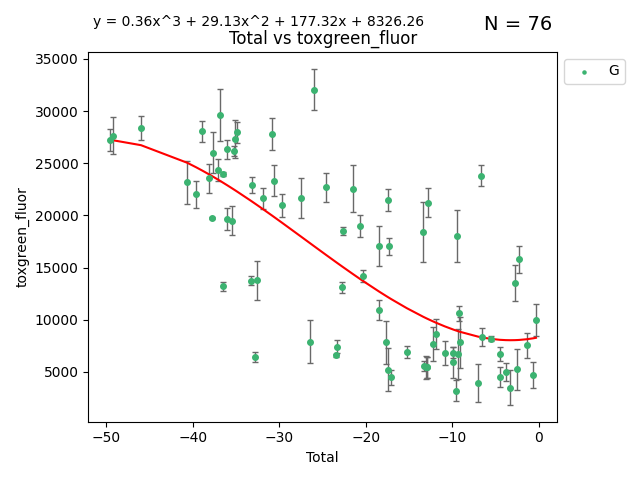 y = 0.36x^3 + 29.13x^2 + 177.32x + 8326.26
N = 76
Total vs toxgreen_fluor
G
35000
30000
25000
20000
15000
10000
5000
toxgreen_fluor
−50
−40
−30
−20
−10
0
Total